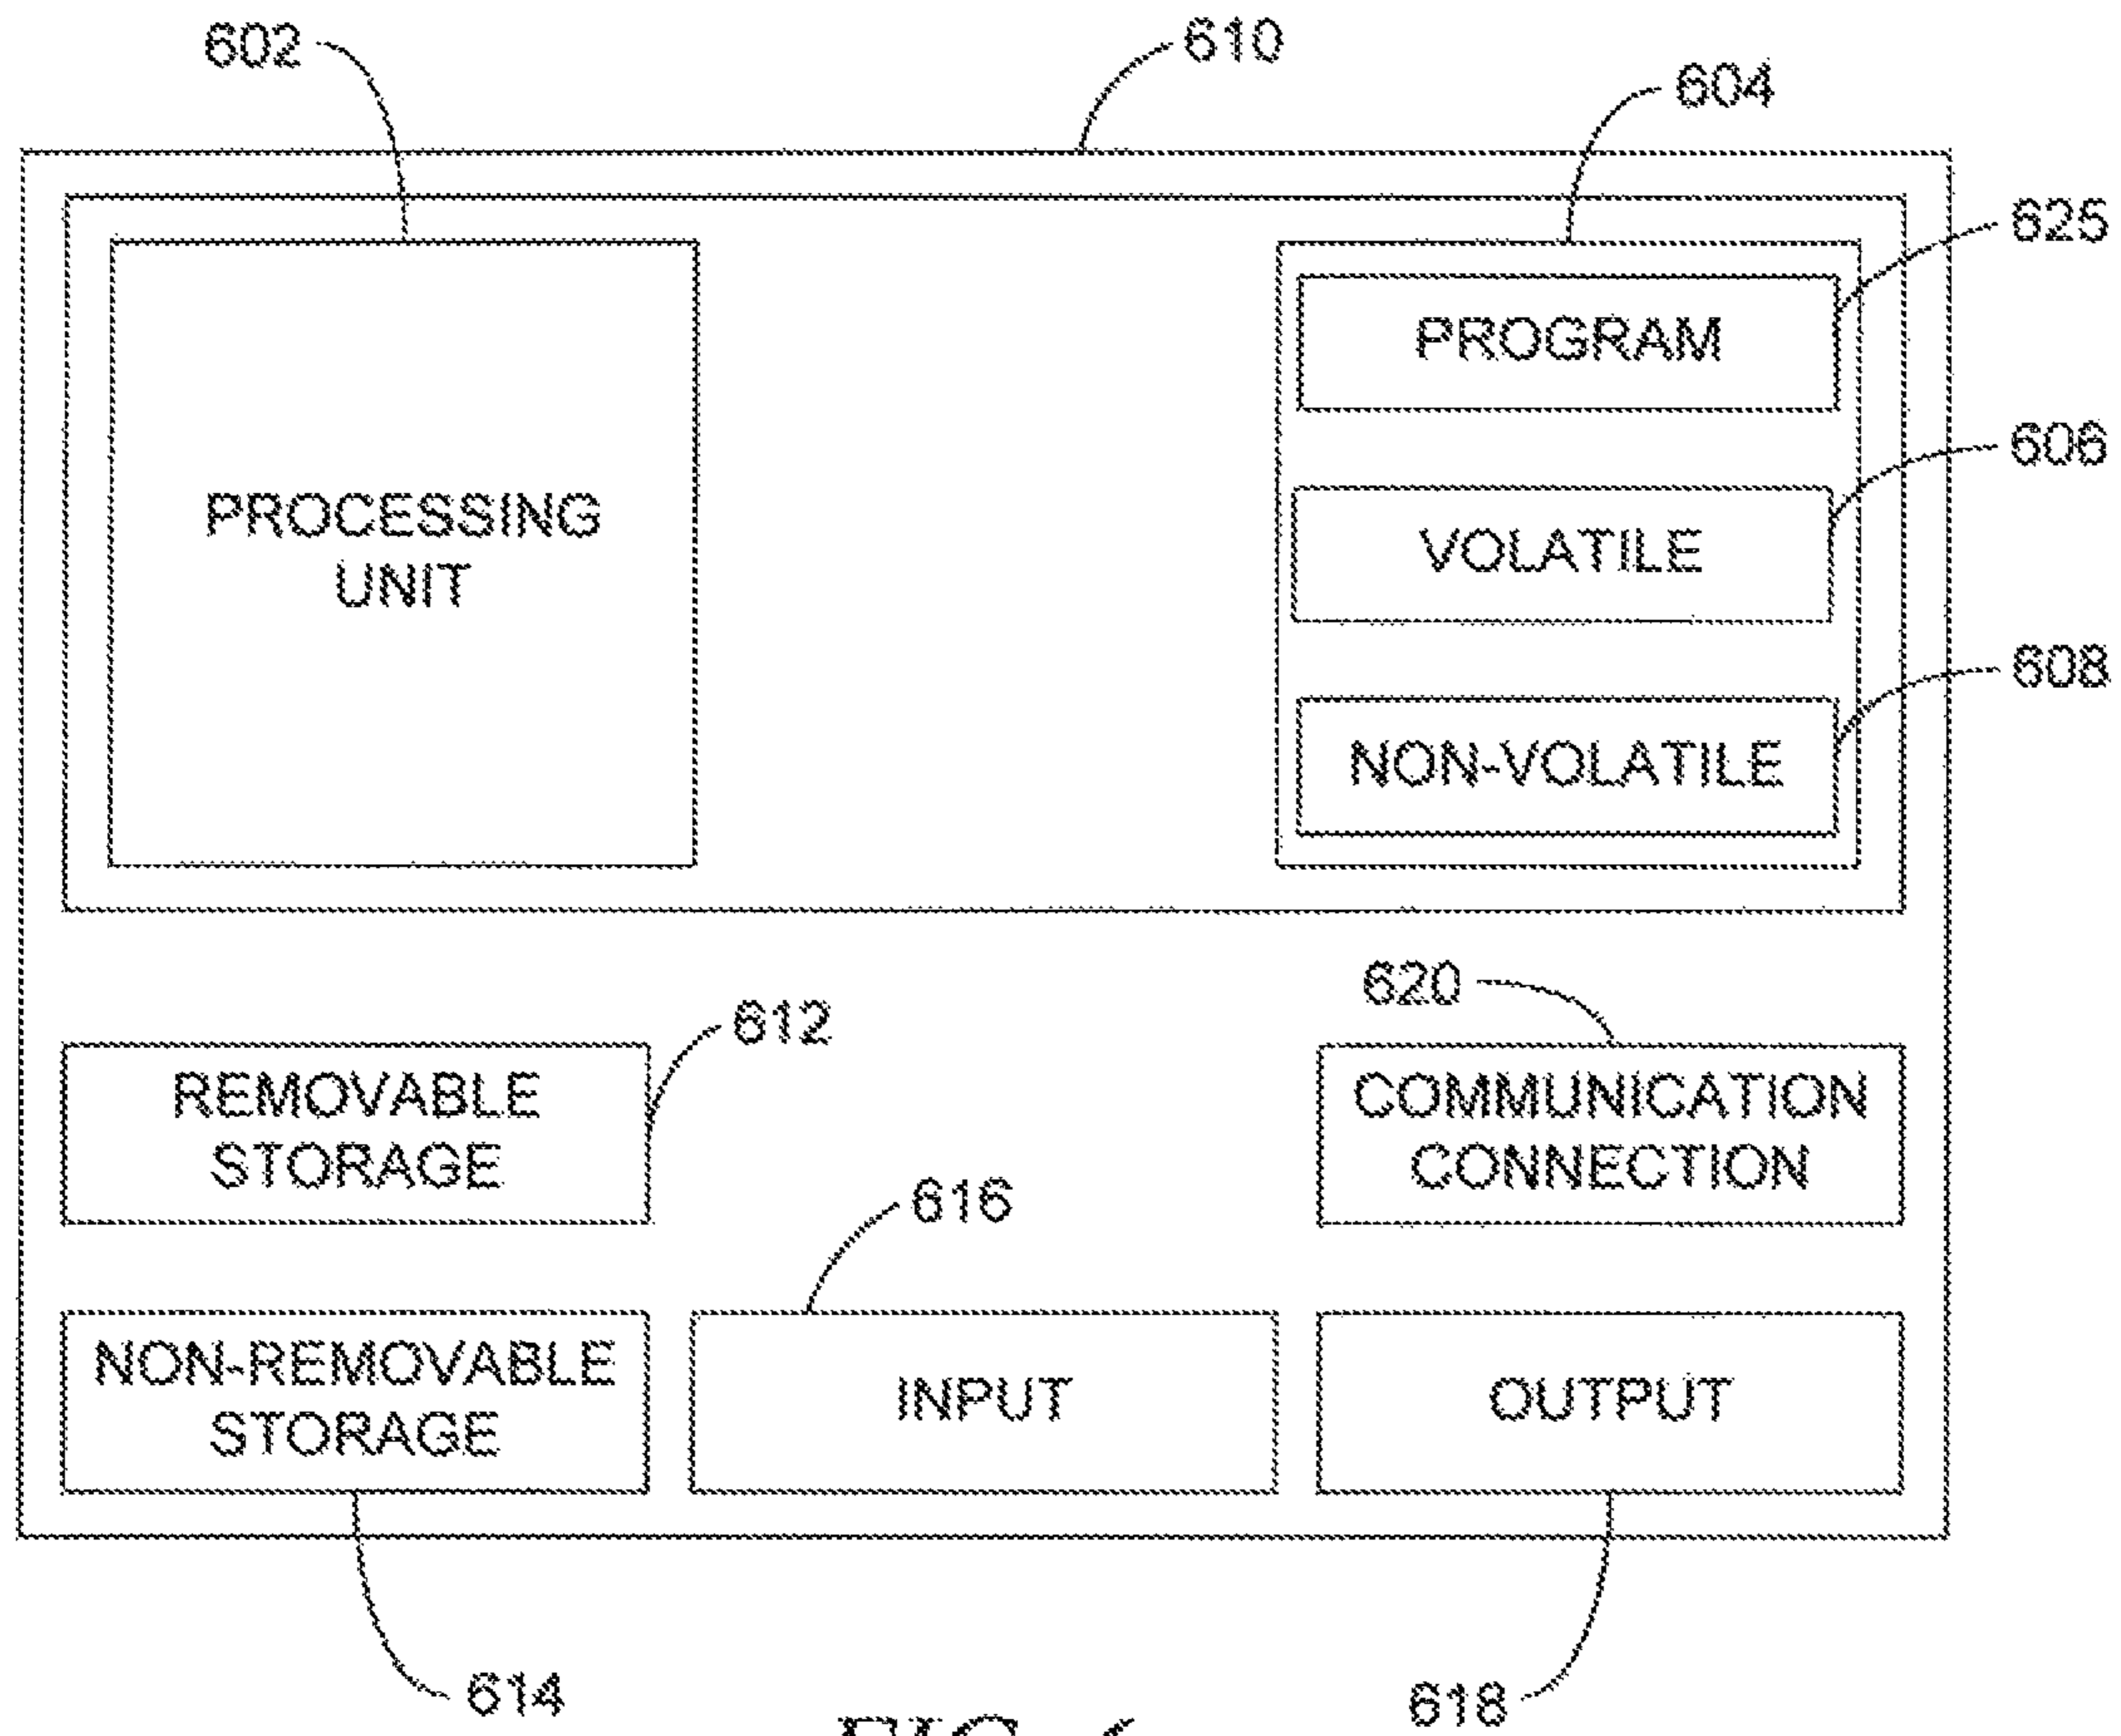 602
610
604
625
PROGRAM
606
PROCESSING
UNIT
VOLATILE
608
NON-VOLATILE
620
612
REMOVABLE
STORAGE
COMMUNICATION
CONNECTION
616
NON-REMOVABLE
STORAGE
INPUT
OUTPUT
614
618